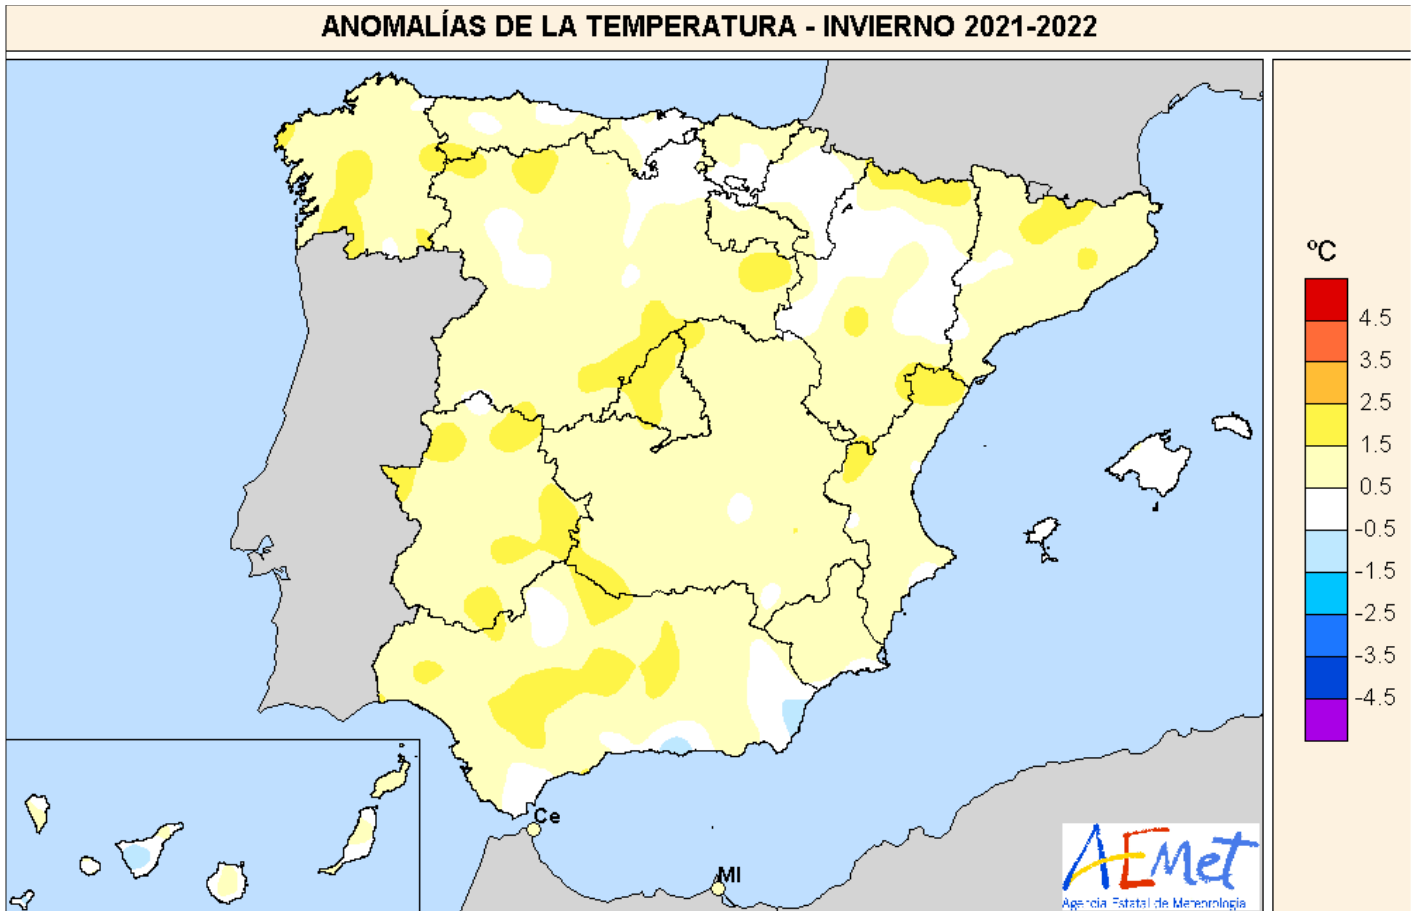 ANOMALÍAS DE LA TEMPERATURA - INVIERNO 2021-2022
ºC
4.5
3.5
2.5
1.5
0.5
-0.5
-1.5
-2.5
-3.5
-4.5
Ce
Ml
AEMet
Agencia Estatal de Meteorología